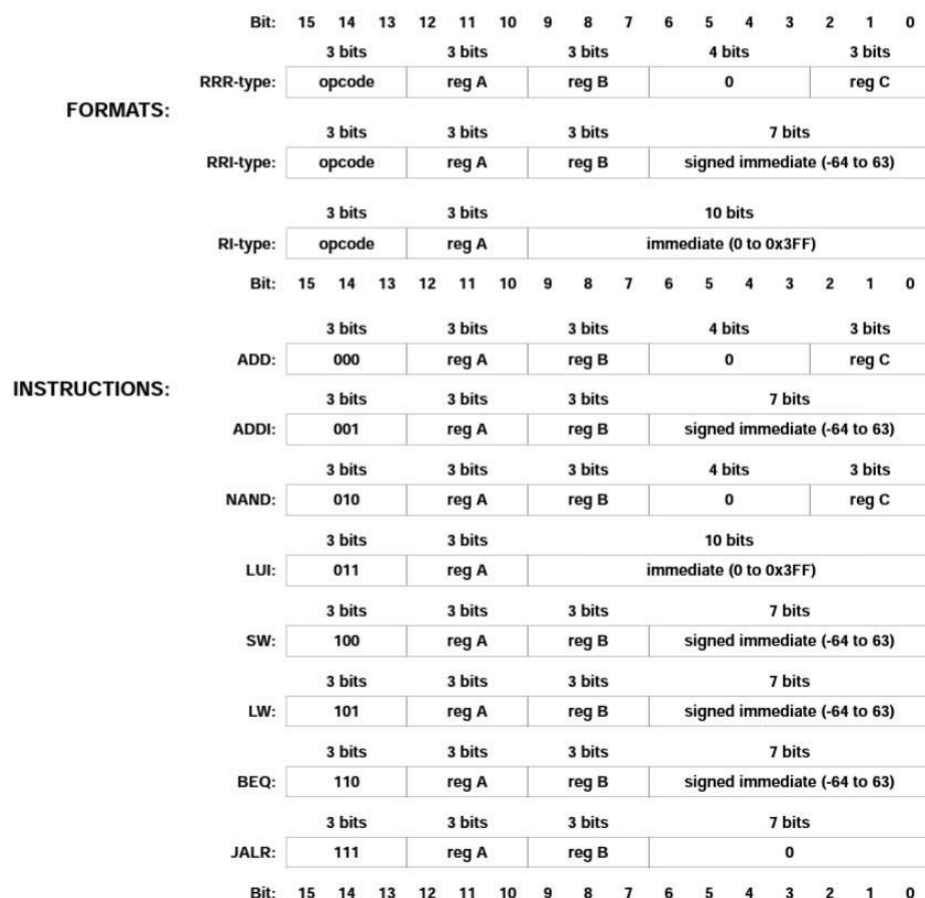 Bit: 15 14 13 12 11 10 9 8 7 6 5 4 3 2 1 0
3 bits 3 bits 3 bits 4 bits 3 bits
RRR-type: opcode reg A reg B 0 reg C
FORMATS:
3 bits 3 bits 3 bits 7 bits
RRI-type: opcode reg A reg B signed immediate (-64 to 63)
3 bits 3 bits 10 bits
RI-type: opcode reg A immediate (0 to 0x3FF)
Bit: 15 14 13 12 11 10 9 8 7 6 5 4 3 2 1 0
3 bits 3 bits 3 bits 4 bits 3 bits
ADD: 000 reg A reg B 0 reg C
INSTRUCTIONS:
3 bits 3 bits 3 bits 7 bits
ADDI: 001 reg A reg B signed immediate (-64 to 63)
3 bits 3 bits 3 bits 4 bits 3 bits
NAND: 010 reg A reg B 0 reg C
3 bits 3 bits 10 bits
LUI: 011 reg A immediate (0 to 0x3FF)
3 bits 3 bits 3 bits 7 bits
SW: 100 reg A reg B signed immediate (-64 to 63)
3 bits 3 bits 3 bits 7 bits
LW: 101 reg A reg B signed immediate (-64 to 63)
3 bits 3 bits 3 bits 7 bits
BEQ: 110 reg A reg B signed immediate (-64 to 63)
3 bits 3 bits 3 bits 7 bits
JALR: 111 reg A reg B 0
Bit: 15 14 13 12 11 10 9 8 7 6 5 4 3 2 1 0